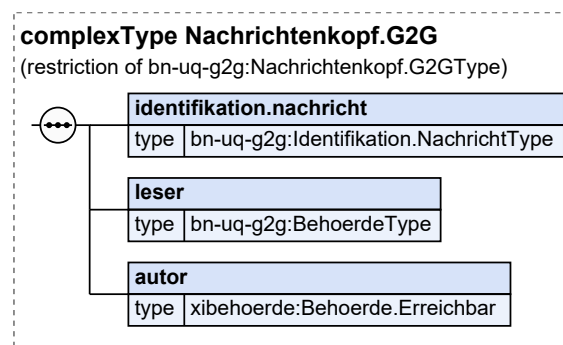 complexType Nachrichtenkopf.G2G
(restriction of bn-uq-g2g:Nachrichtenkopf.G2GType)
identifikation.nachricht
type bn-uq-g2g:Identifikation.NachrichtType
leser
type bn-uq-g2g:BehoerdeType
autor
type xibehoerde:Behoerde.Erreichbar